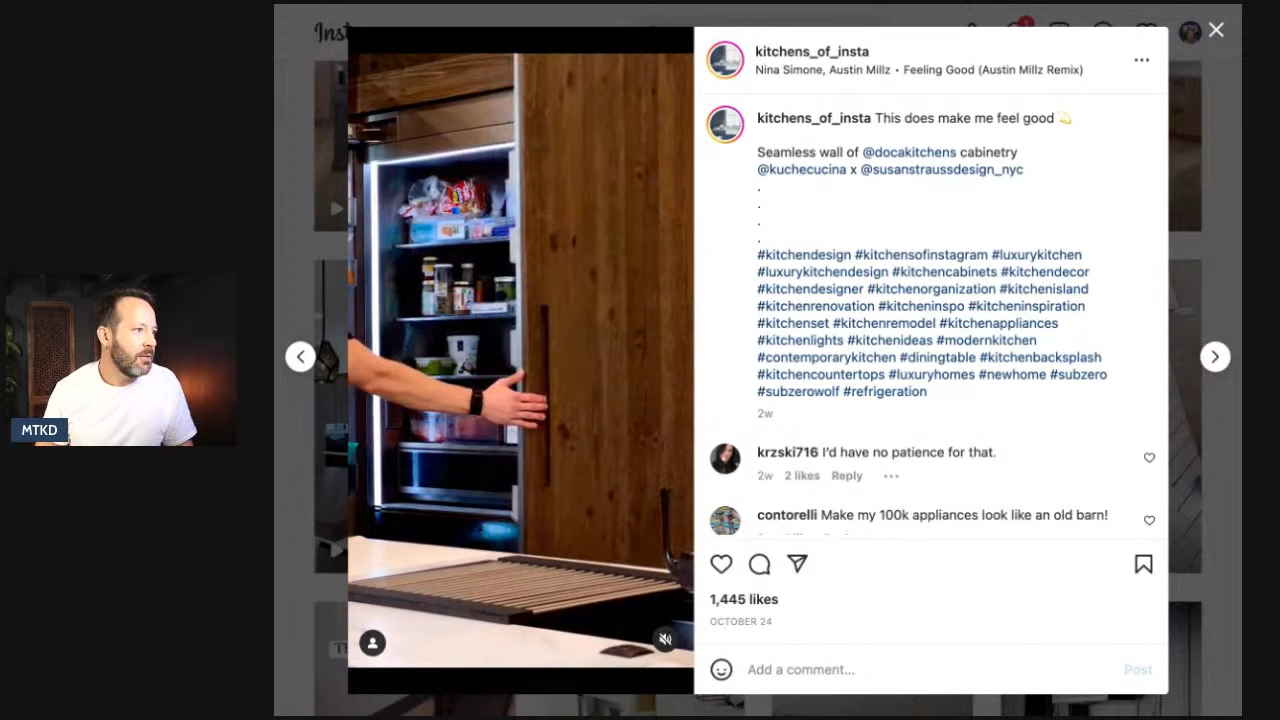 Inst
kitchens_of_insta
Nina Simone, Austin Millz • Feeling Good (Austin Millz Remix)
kitchens_of_insta This does make me feel good 💫
Seamless wall of @docakitchens cabinetry
@kuchecucina x @susanstraussdesign_nyc
.
.
.
.
#kitchendesign #kitchensofinstagram #luxurykitchen
#luxurykitchendesign #kitchencabinets #kitchendecor
#kitchendesigner #kitchenorganization #kitchenisland
#kitchenrenovation #kitcheninspo #kitcheninspiration
#kitchenset #kitchenremodel #kitchenappliances
#kitchenlights #kitchenideas #modernkitchen
#contemporarykitchen #diningtable #kitchenbacksplash
#kitchencountertops #luxuryhomes #newhome #subzero
#subzerowolf #refrigeration
2w
krzski716 I'd have no patience for that.
2w 2 likes Reply
contorelli Make my 100k appliances look like an old barn!
1,445 likes
OCTOBER 24
Add a comment... Post
MTKD